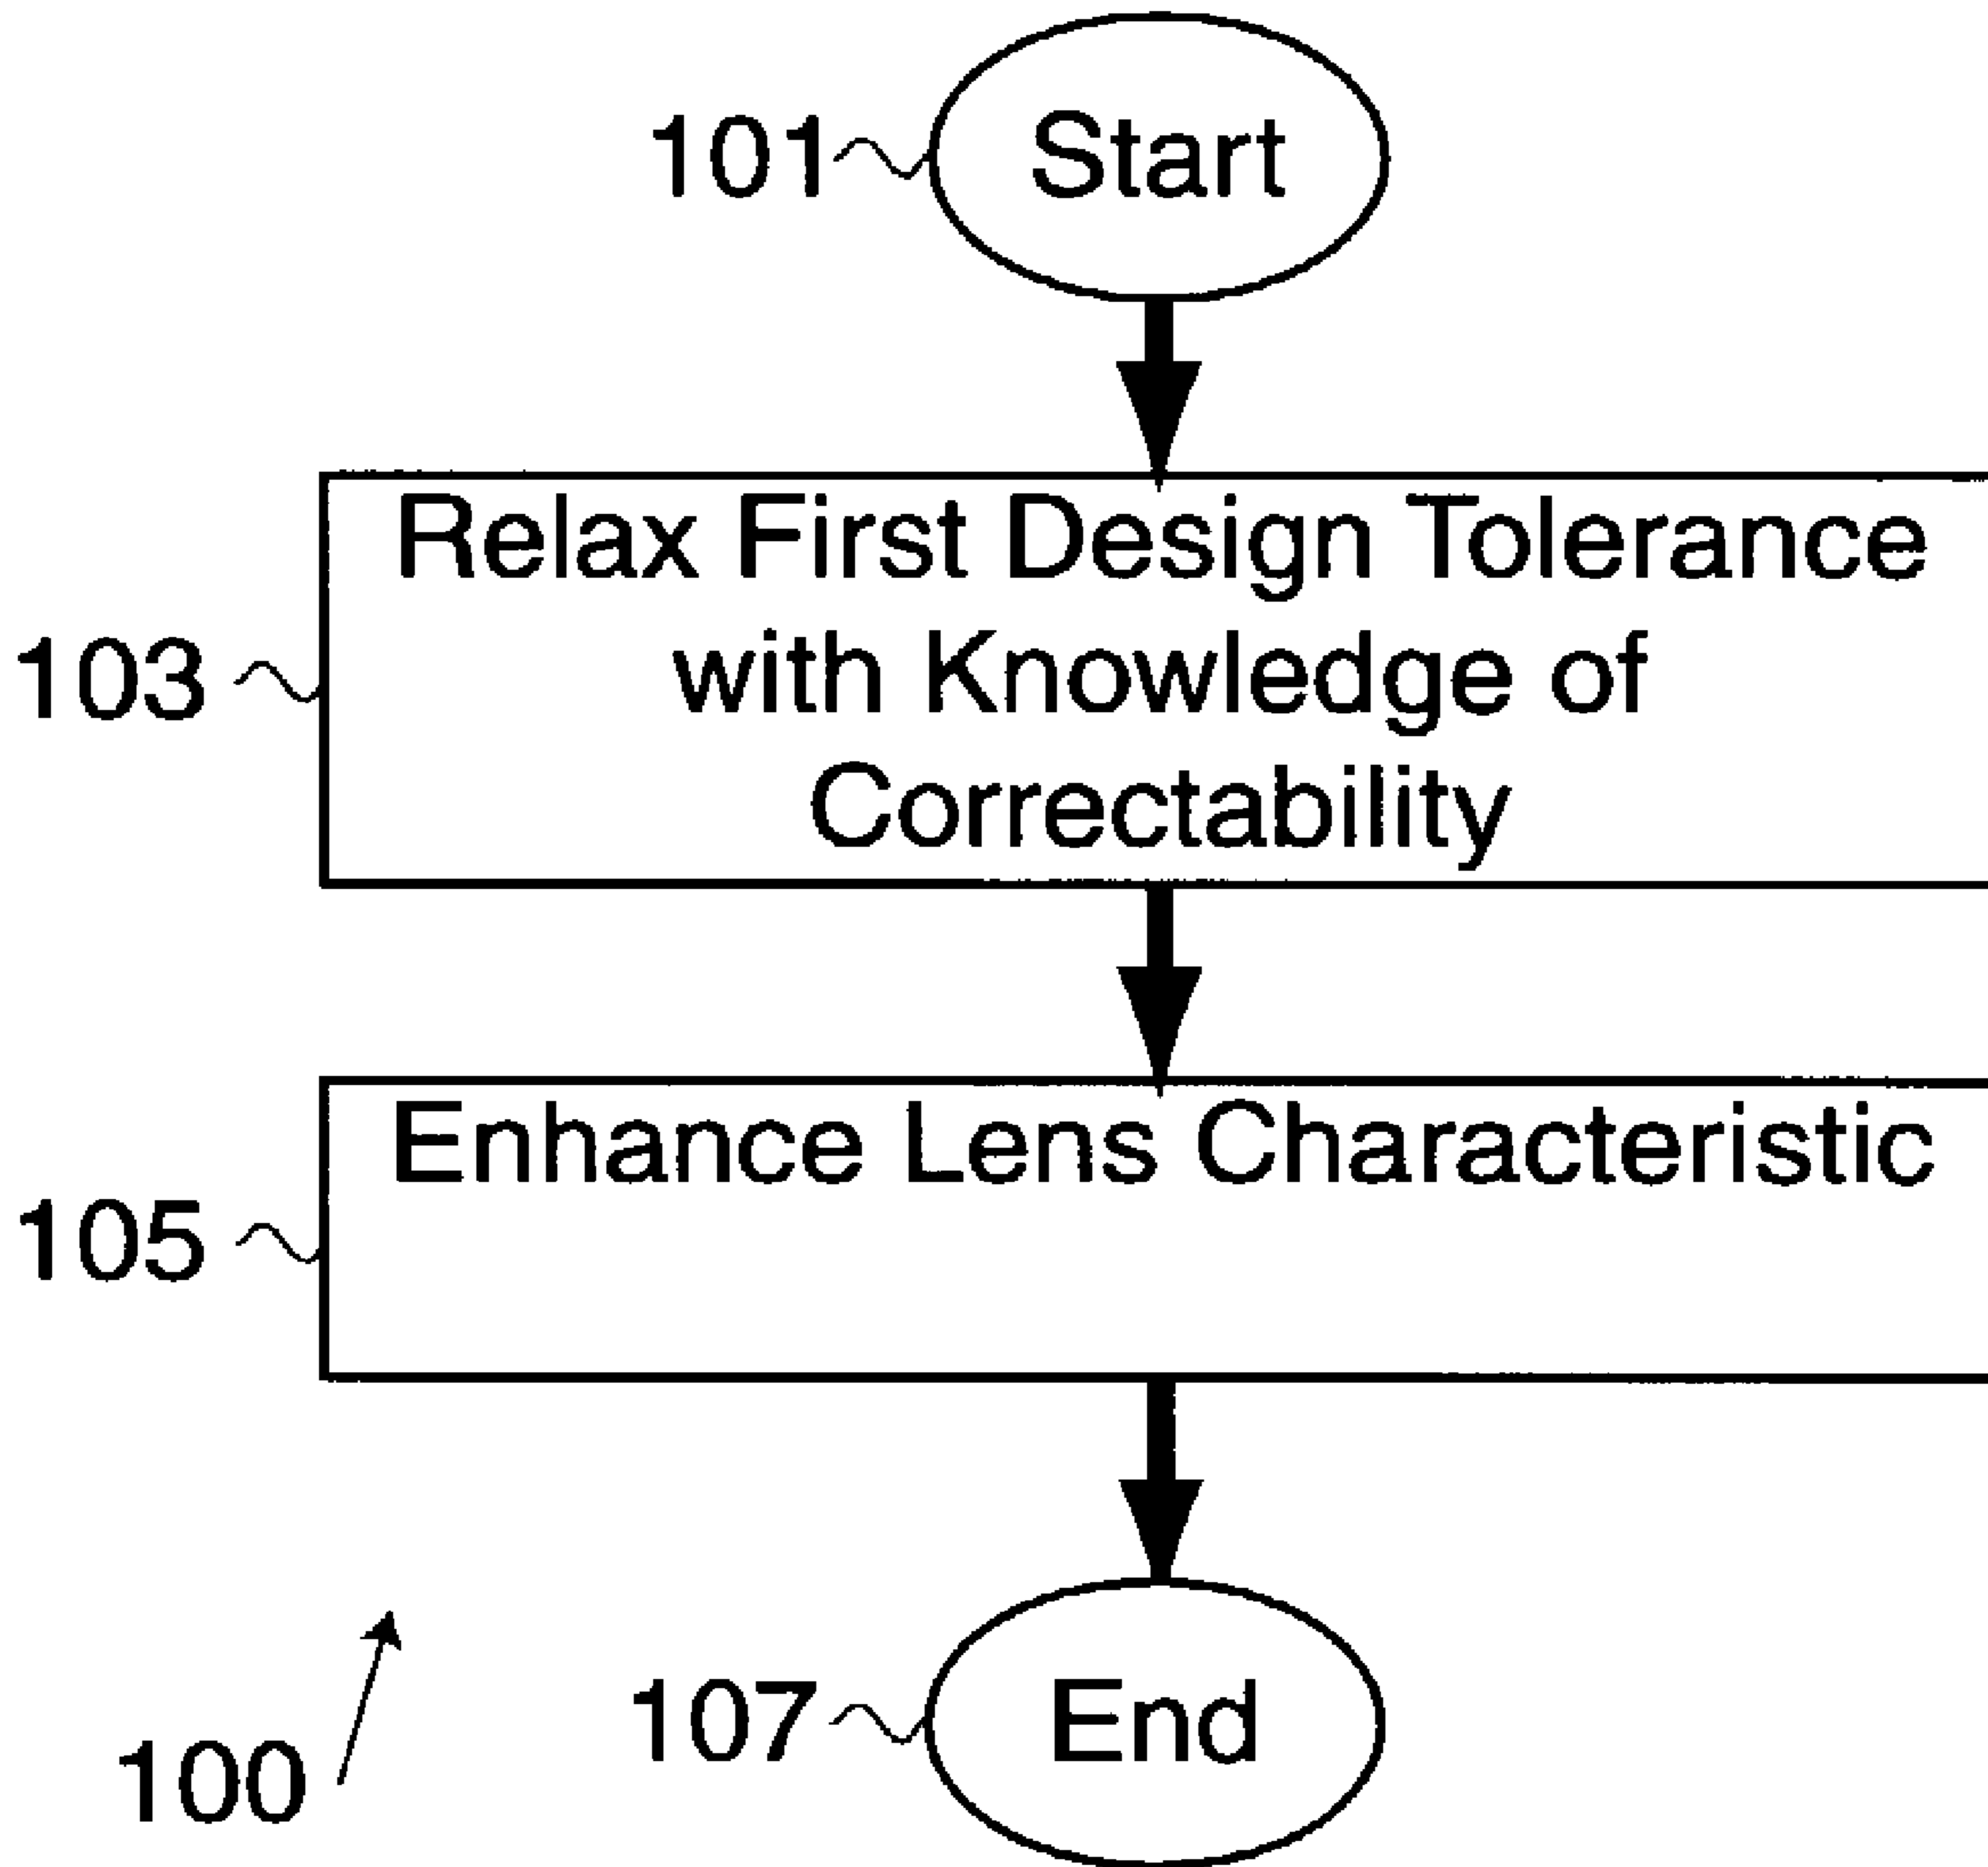 101
Start
Relax First Design Tolerance
with Knowledge of
Correctability
103
Enhance Lens Characteristic
105
107
End
100